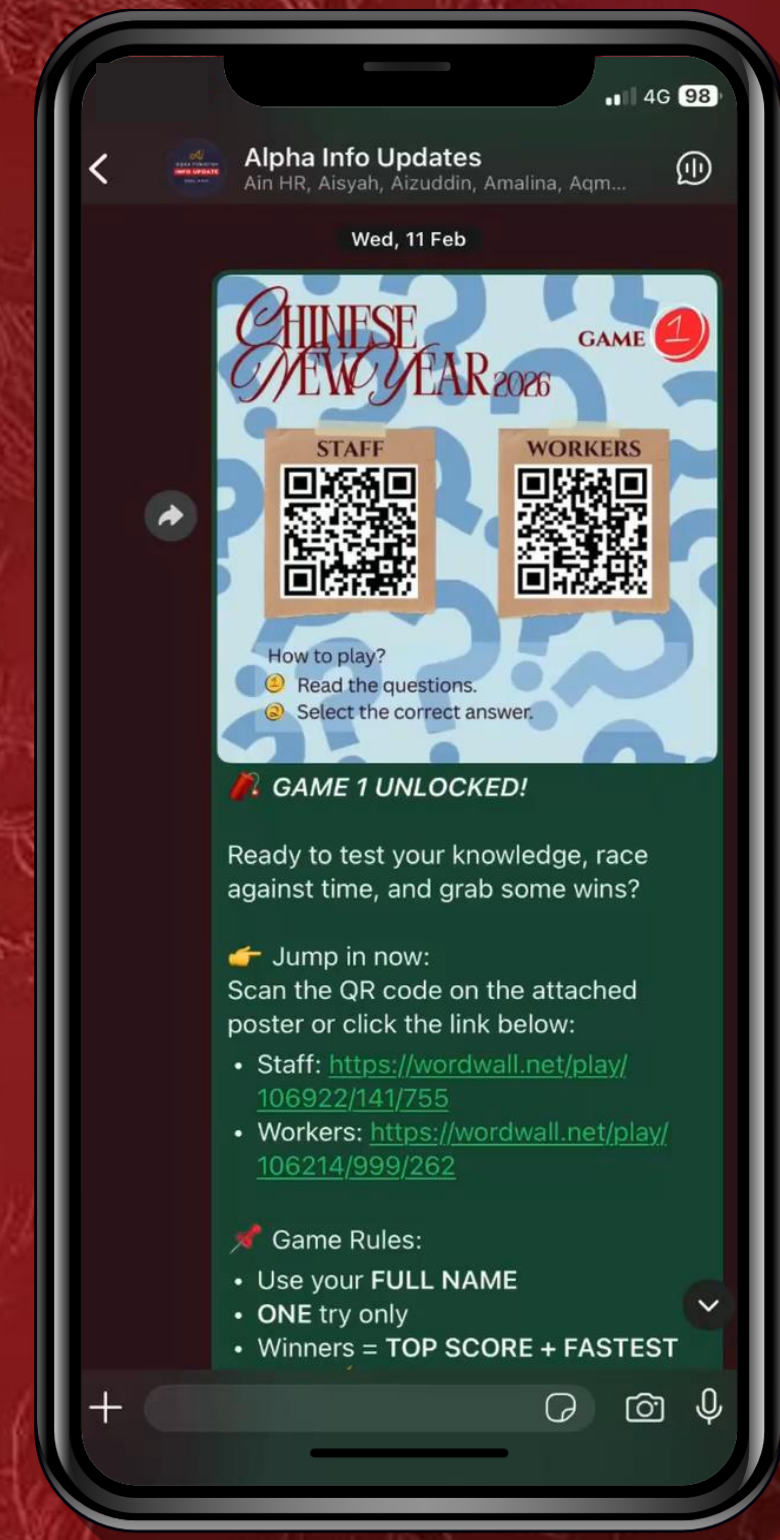 4G 98
Alpha Info Updates
Ain HR, Aisyah, Aizuddin, Amalina, Aqm...
INFO UPDATE
Wed, 11 Feb
CHINESE
NEW YEAR 2026
GAME 1
STAFF
WORKERS
How to play?
1 Read the questions.
2 Select the correct answer.
🧨 GAME 1 UNLOCKED!
Ready to test your knowledge, race
against time, and grab some wins?
👉 Jump in now:
Scan the QR code on the attached
poster or click the link below:
• Staff: https://wordwall.net/play/
106922/141/755
• Workers: https://wordwall.net/play/
106214/999/262
📌 Game Rules:
• Use your FULL NAME
• ONE try only
• Winners = TOP SCORE + FASTEST